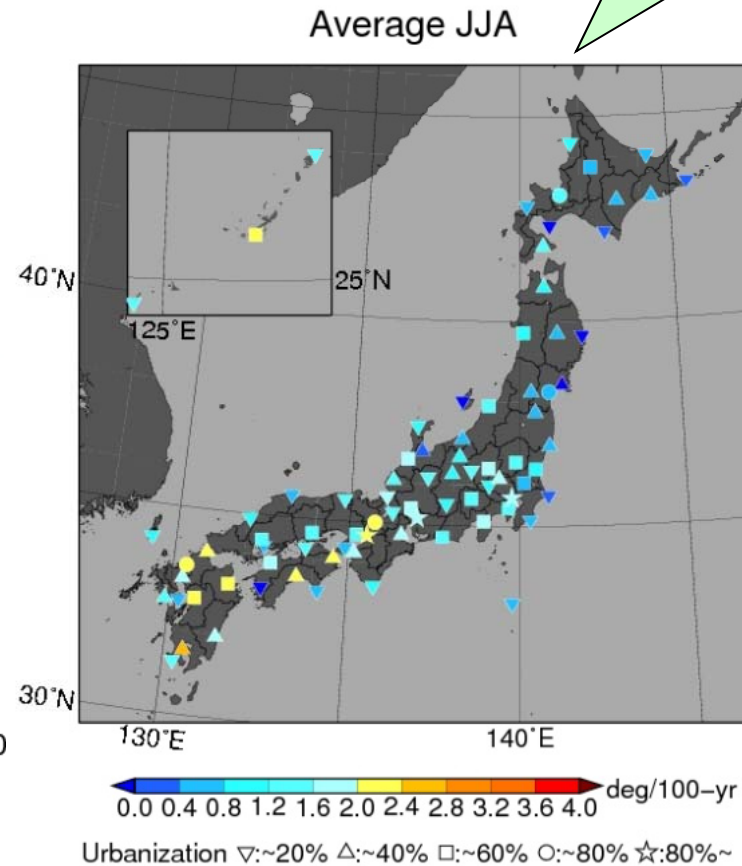 Average JJA
40°N
25°N
125°E
30°N
0
130°E
140°E
0.0 0.4 0.8 1.2 1.6 2.0 2.4 2.8 3.2 3.6 4.0 deg/100-yr
Urbanization ▽:~20% △:~40% □:~60% ○:~80% ☆:80%~